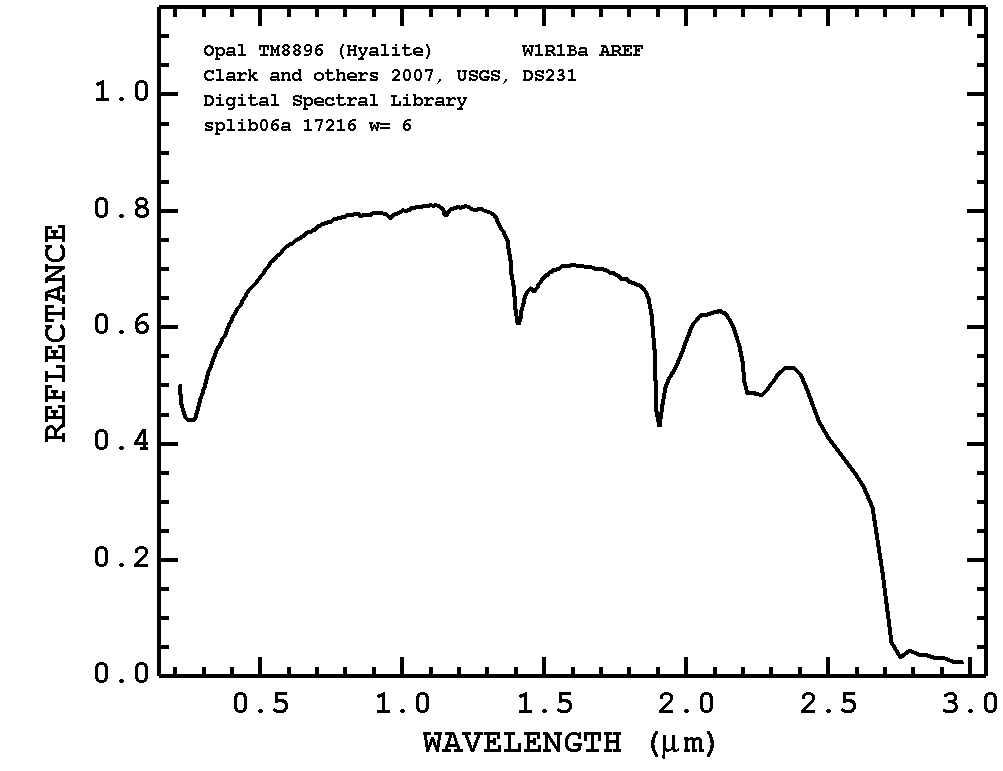 Opal TM8896 (Hyalite) W1R1Ba AREF
Clark and others 2007, USGS, DS231
Digital Spectral Library
splib06a 17216 w= 6
1.0
0.8
0.6
0.4
0.2
0.0
REFLECTANCE
0.5 1.0 1.5 2.0 2.5 3.0
WAVELENGTH (μm)